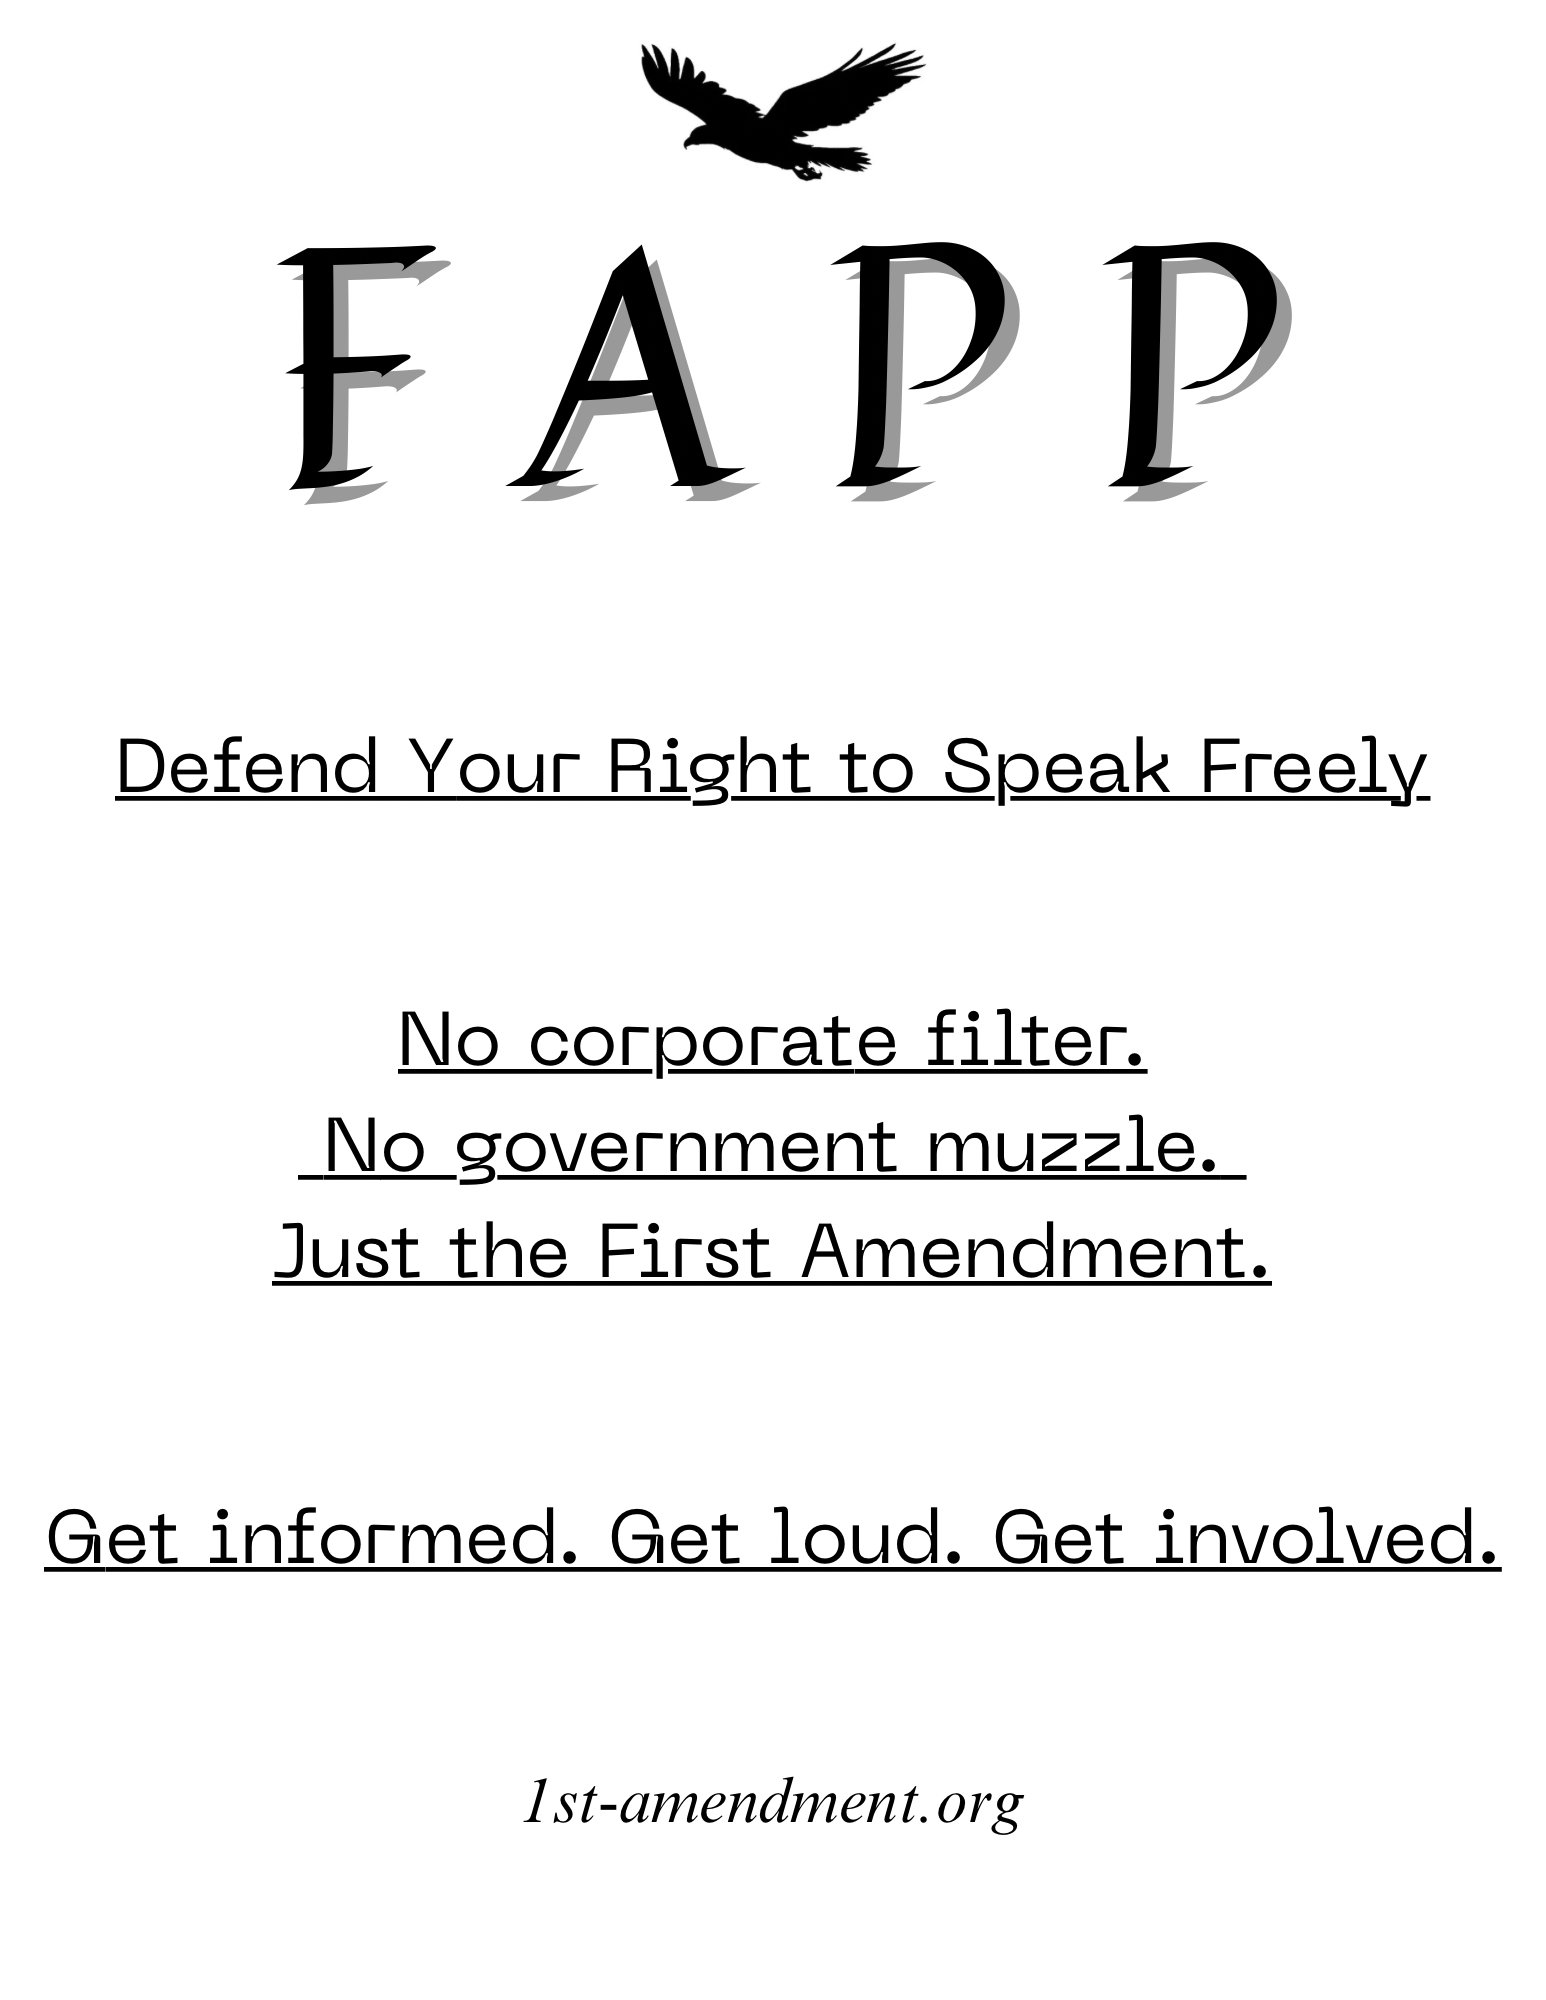 FAPP
Defend Your Right to Speak Freely
No corporate filter.
No government muzzle.
Just the First Amendment.
Get informed. Get loud. Get involved.
1st-amendment.org